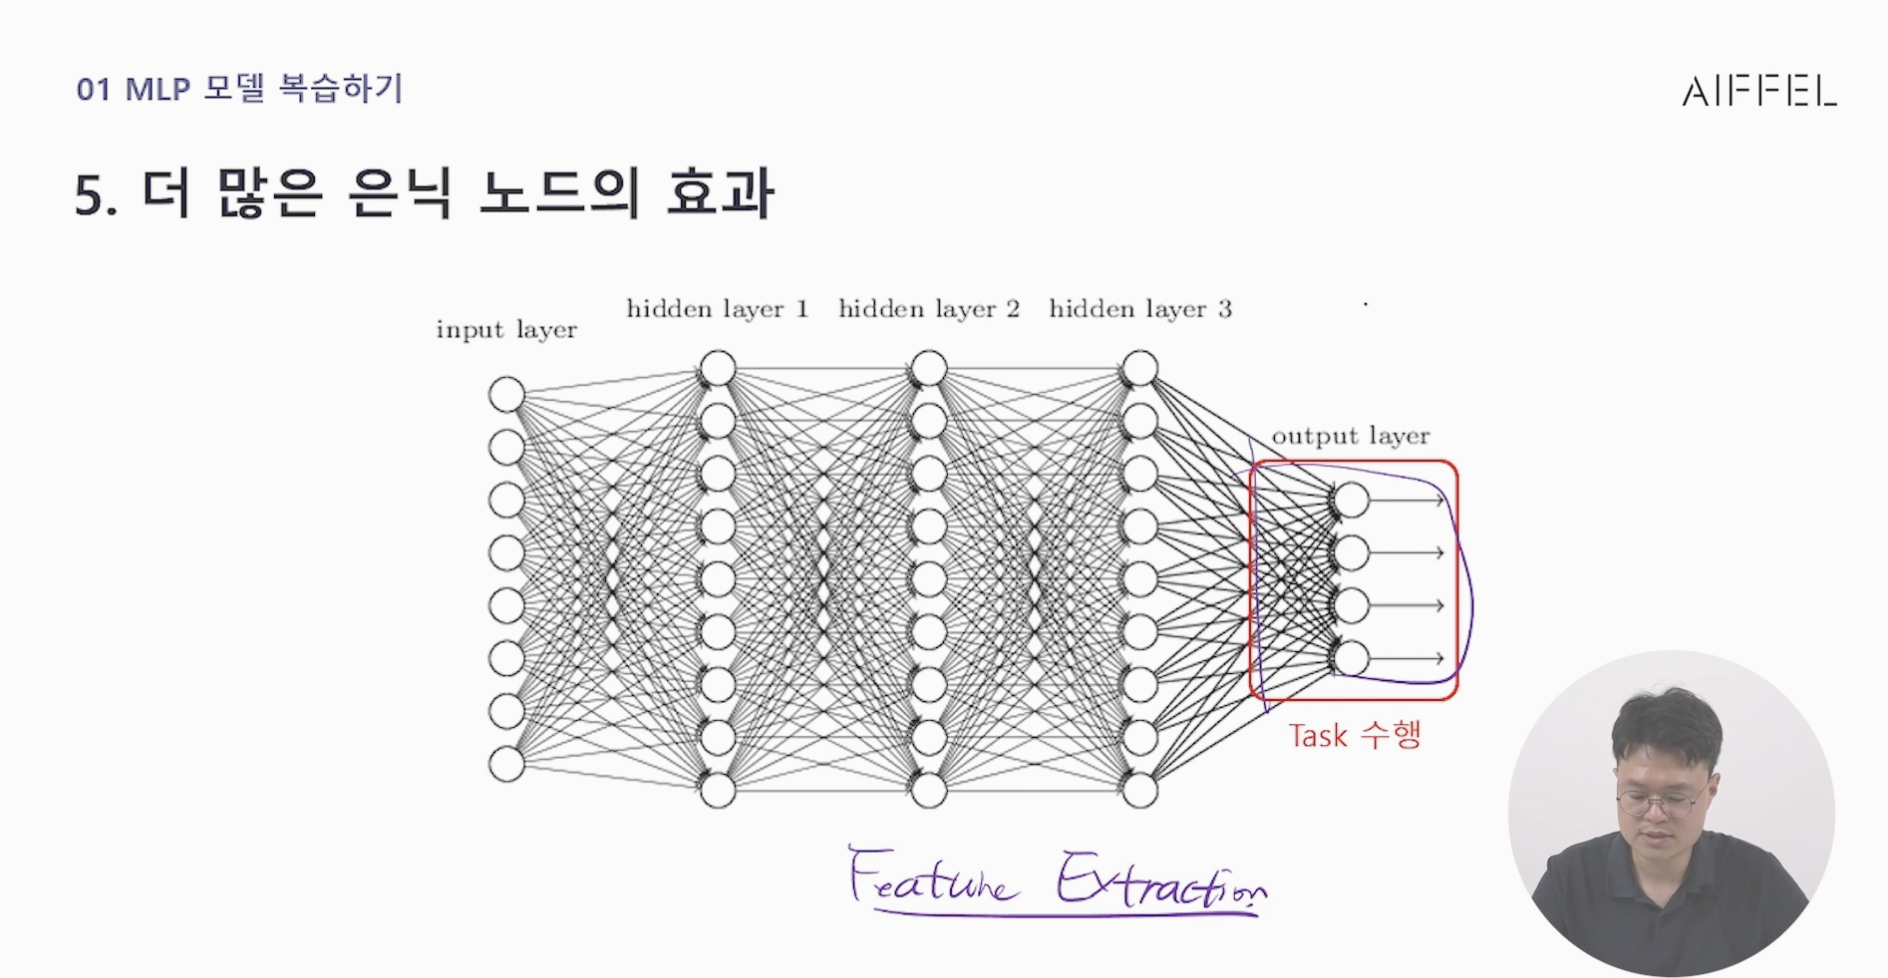 01 MLP 모델 복습하기
AIFFEL
5. 더 많은 은닉 노드의 효과
input layer
hidden layer 1
hidden layer 2
hidden layer 3
output layer
Task 수행
Feature Extraction